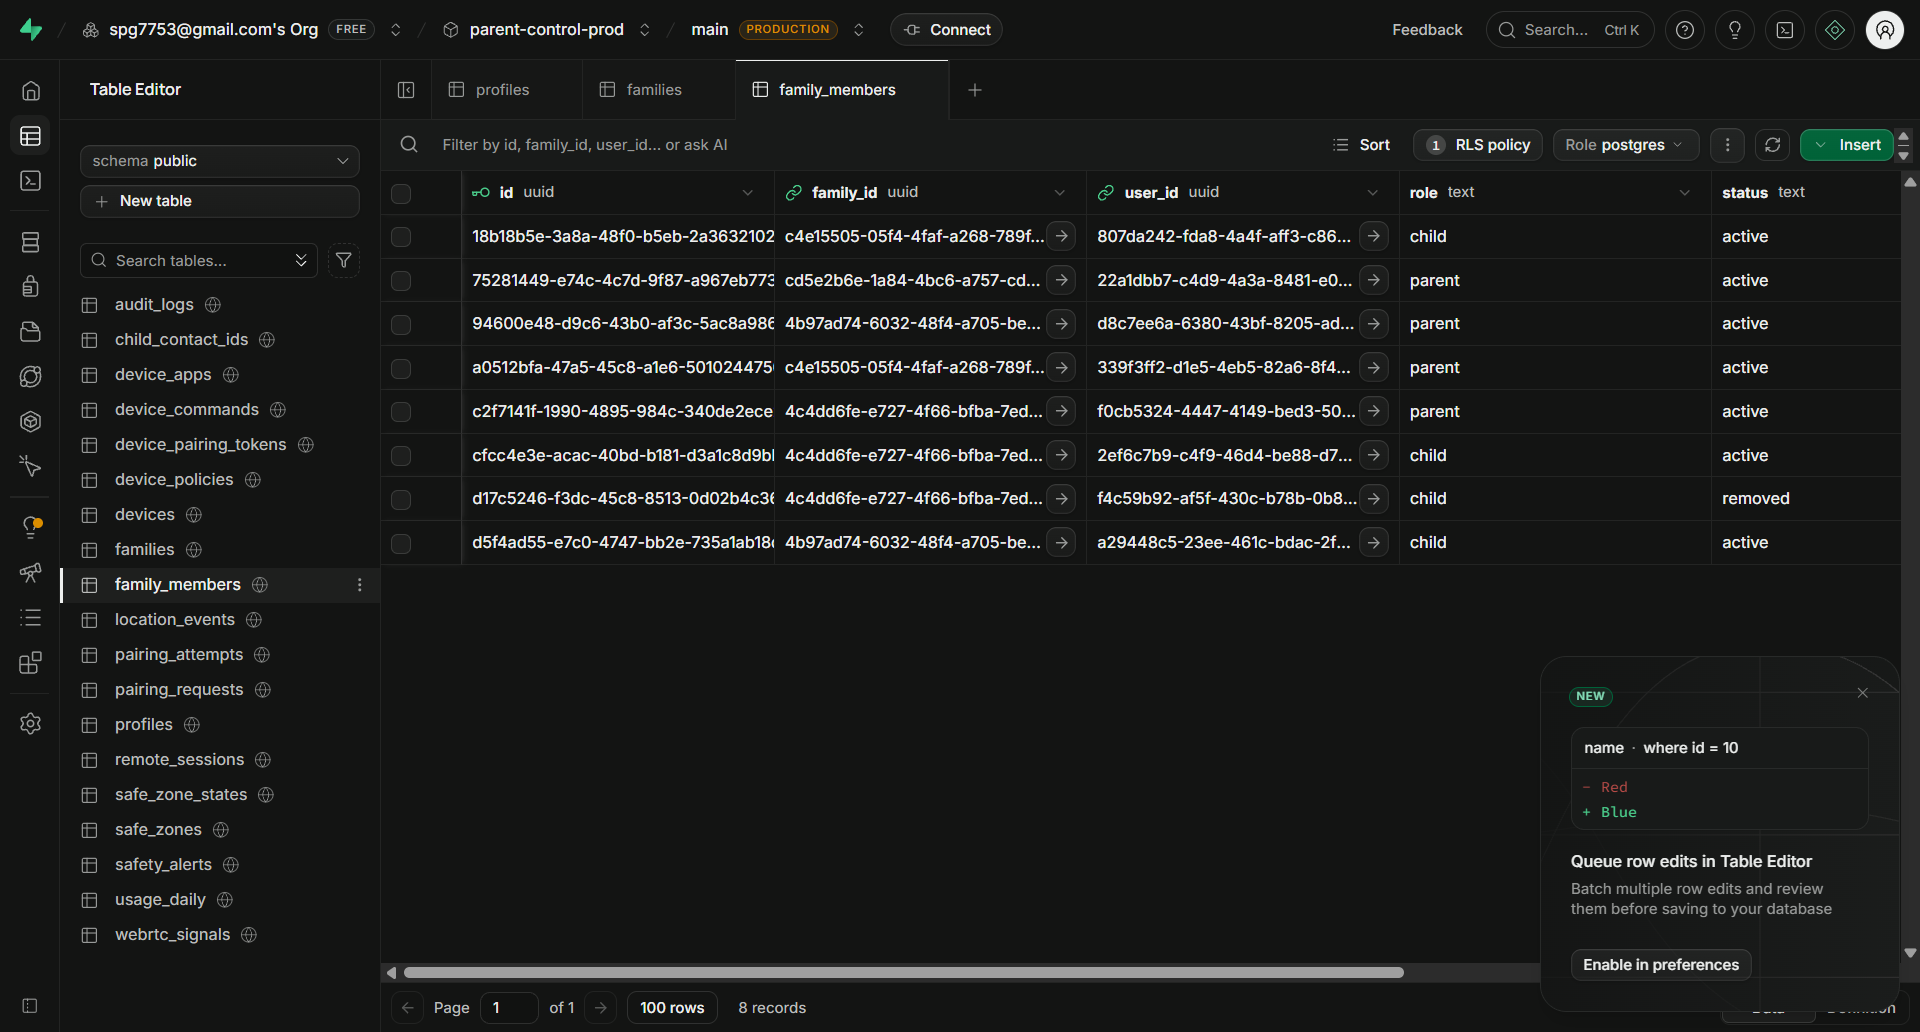 spg7753@gmail.com's Org FREE parent-control-prod main PRODUCTION Connect Feedback Search... Ctrl K
Table Editor
profiles
families
family_members
schema public
New table
Search tables...
audit_logs
child_contact_ids
device_apps
device_commands
device_pairing_tokens
device_policies
devices
families
family_members
location_events
pairing_attempts
pairing_requests
profiles
remote_sessions
safe_zone_states
safe_zones
safety_alerts
usage_daily
webrtc_signals
Filter by id, family_id, user_id... or ask AI Sort 1 RLS policy Role postgres Insert
id uuid family_id uuid user_id uuid role text status text
18b18b5e-3a8a-48f0-b5eb-2a3632102 c4e15505-05f4-4faf-a268-789f... 807da242-fda8-4a4f-aff3-c86... child active
75281449-e74c-4c7d-9f87-a967eb773 cd5e2b6e-1a84-4bc6-a757-cd... 22a1dbb7-c4d9-4a3a-8481-e0... parent active
94600e48-d9c6-43b0-af3c-5ac8a986 4b97ad74-6032-48f4-a705-be... d8c7ee6a-6380-43bf-8205-ad... parent active
a0512bfa-47a5-45c8-a1e6-501024475 c4e15505-05f4-4faf-a268-789f... 339f3ff2-d1e5-4eb5-82a6-8f4... parent active
c2f7141f-1990-4895-984c-340de2ece 4c4dd6fe-e727-4f66-bfba-7ed... f0cb5324-4447-4149-bed3-50... parent active
cfcc4e3e-acac-40bd-b181-d3a1c8d9b 4c4dd6fe-e727-4f66-bfba-7ed... 2ef6c7b9-c4f9-46d4-be88-d7... child active
d17c5246-f3dc-45c8-8513-0d02b4c36 4c4dd6fe-e727-4f66-bfba-7ed... f4c59b92-af5f-430c-b78b-0b8... child removed
d5f4ad55-e7c0-4747-bb2e-735a1ab18 4b97ad74-6032-48f4-a705-be... a29448c5-23ee-461c-bdac-2f... child active
NEW
name · where id = 10
- Red
+ Blue
Queue row edits in Table Editor
Batch multiple row edits and review
them before saving to your database
Enable in preferences
Page 1 of 1 100 rows 8 records